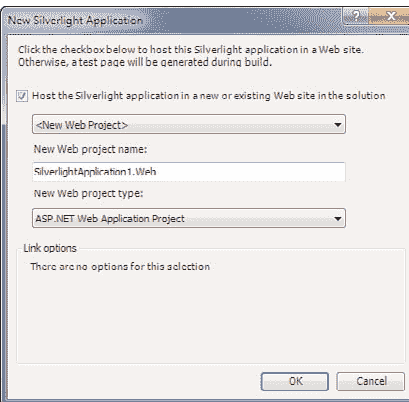 New Silverlight Application
Click the checkbox below to host this Silverlight application in a Web site.
Otherwise, a test page will be generated during build.
Host the Silverlight application in a new or existing Web site in the solution
<New Web Project>
New Web project name:
SilverlightApplication1.Web
New Web project type:
ASP.NET Web Application Project
Link options
There are no options for this selection
OK
Cancel